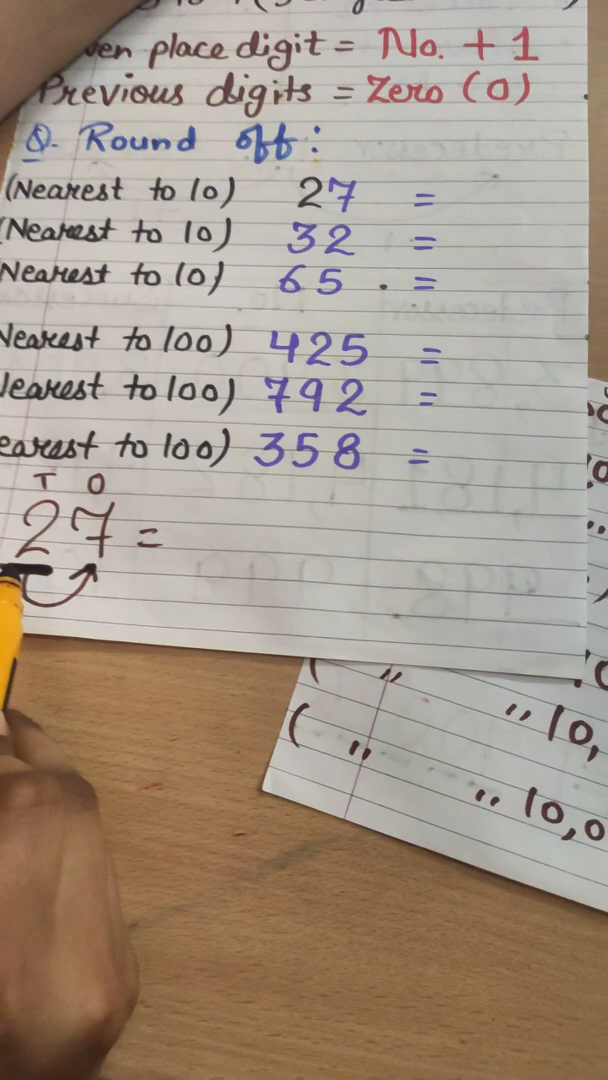 place digit = No. + 1
Previous digits = Zero (0)
Q. Round off :
(Nearest to 10) 27 =
(Nearest to 10) 32 =
Nearest to 10) 65 . =
Nearest to 100) 425 =
earest to 100) 792 =
earest to 100) 358 =
T O
27 =
( ,,
,, 10,
( ,, ,, 10,0